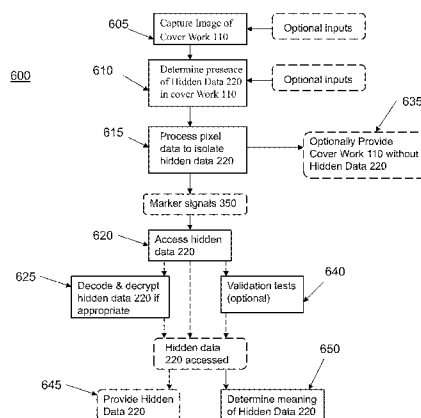 605
Capture Image of
Cover Work 110
Optional inputs
600
610
Determine presence
of Hidden Data 220
in cover Work 110
Optional inputs
615
Process pixel
data to isolate
hidden data 220
635
Optionally Provide
Cover Work 110 without
Hidden Data 220
Marker signals 350
620
Access hidden
data 220
625
Decode & decrypt
hidden data 220 if
appropriate
Validation tests
(optional)
640
Hidden data
220 accessed
650
645
Provide Hidden
Data 220
Determine meaning
of Hidden Data 220